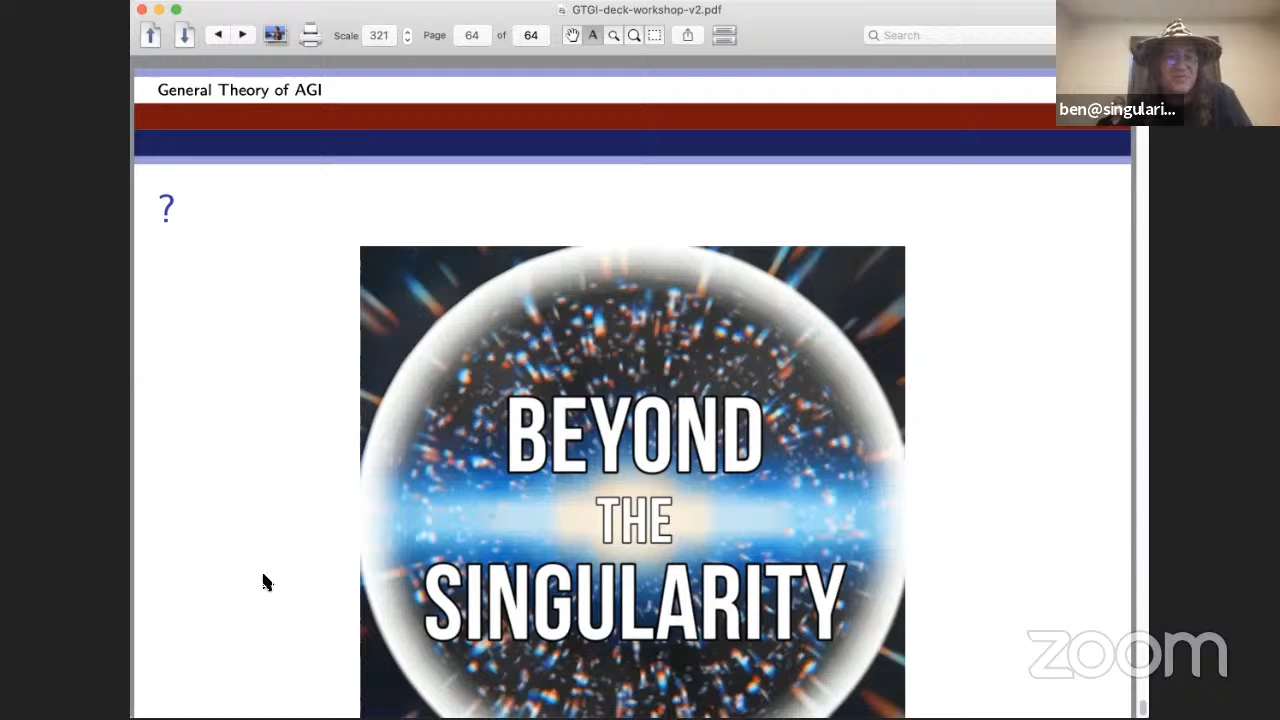 GTGI-deck-workshop-v2.pdf
Scale 321 Page 64 of 64 A Search
General Theory of AGI
ben@singulari...
?
BEYOND
THE
SINGULARITY
zoom